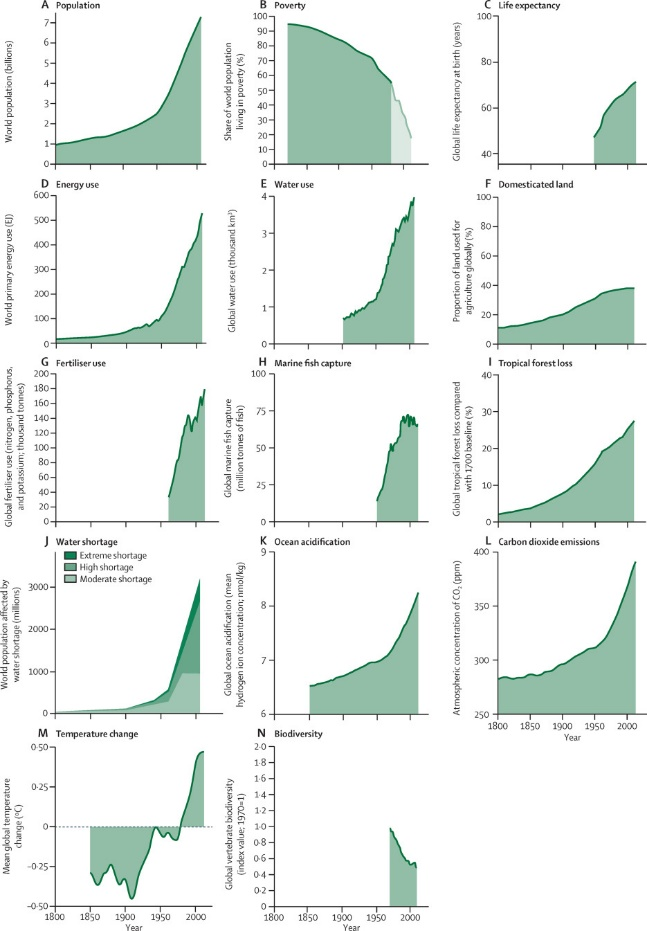 A Population
World population (billions)
7
6
5
4
3
2
1
0
B Poverty
Share of world population
living in poverty (%)
100
90
80
70
60
50
40
30
20
10
0
C Life expectancy
Global life expectancy at birth (years)
100
80
60
40
D Energy use
World primary energy use (EJ)
600
500
400
300
200
100
0
E Water use
Global water use (thousand km³)
4
3
2
1
0
F Domesticated land
Proportion of land used for
agriculture globally (%)
100
80
60
40
20
0
G Fertiliser use
Global fertiliser use (nitrogen, phosphorus,
and potassium; thousand tonnes)
200
180
160
140
120
100
80
60
40
20
0
H Marine fish capture
Global marine fish capture
(million tonnes of fish)
100
75
50
25
0
I Tropical forest loss
Global tropical forest loss compared
with 1700 baseline (%)
40
30
20
10
0
J Water shortage
Extreme shortage
High shortage
Moderate shortage
World population affected by
water shortage (millions)
3000
2000
1000
0
K Ocean acidification
Global ocean acidification (mean
hydrogen ion concentration; nmol/kg)
9
8
7
6
L Carbon dioxide emissions
Atmospheric concentration of CO₂ (ppm)
400
350
300
250
1800 1850 1900 1950 2000
Year
M Temperature change
Mean global temperature
change (°C)
0·50
0·25
0
–0·25
–0·50
1800 1850 1900 1950 2000
Year
N Biodiversity
Global vertebrate biodiversity
(index value; 1970=1)
2·0
1·8
1·6
1·4
1·2
1·0
0·8
0·6
0·4
0·2
0
1800 1850 1900 1950 2000
Year